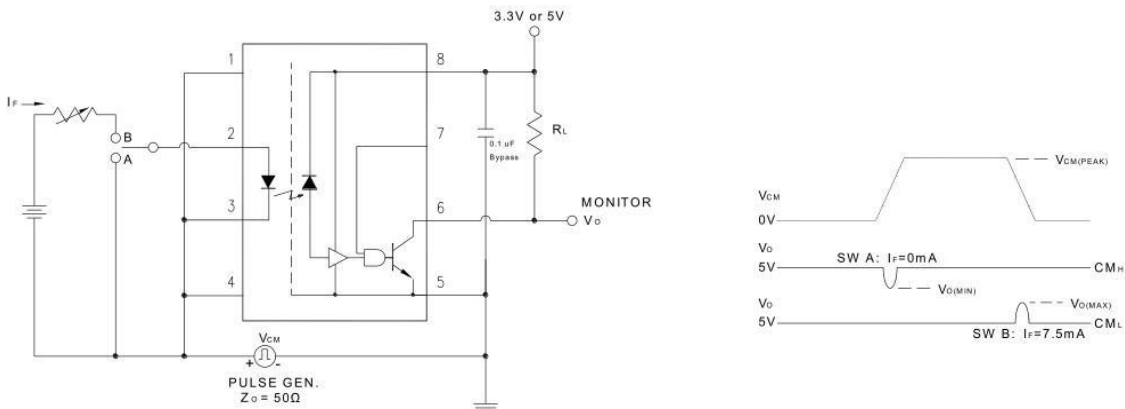 3.3V or 5V
1
8
IF
B
A
2
7
0.1 uF
Bypass
RL
3
6
MONITOR
Vo
4
5
VCM
+ -
PULSE GEN.
Zo = 50Ω
VCM(PEAK)
VCM
0V
Vo
5V
SW A: IF=0mA
CMH
Vo(MIN)
Vo
5V
Vo(MAX)
CML
SW B: IF=7.5mA